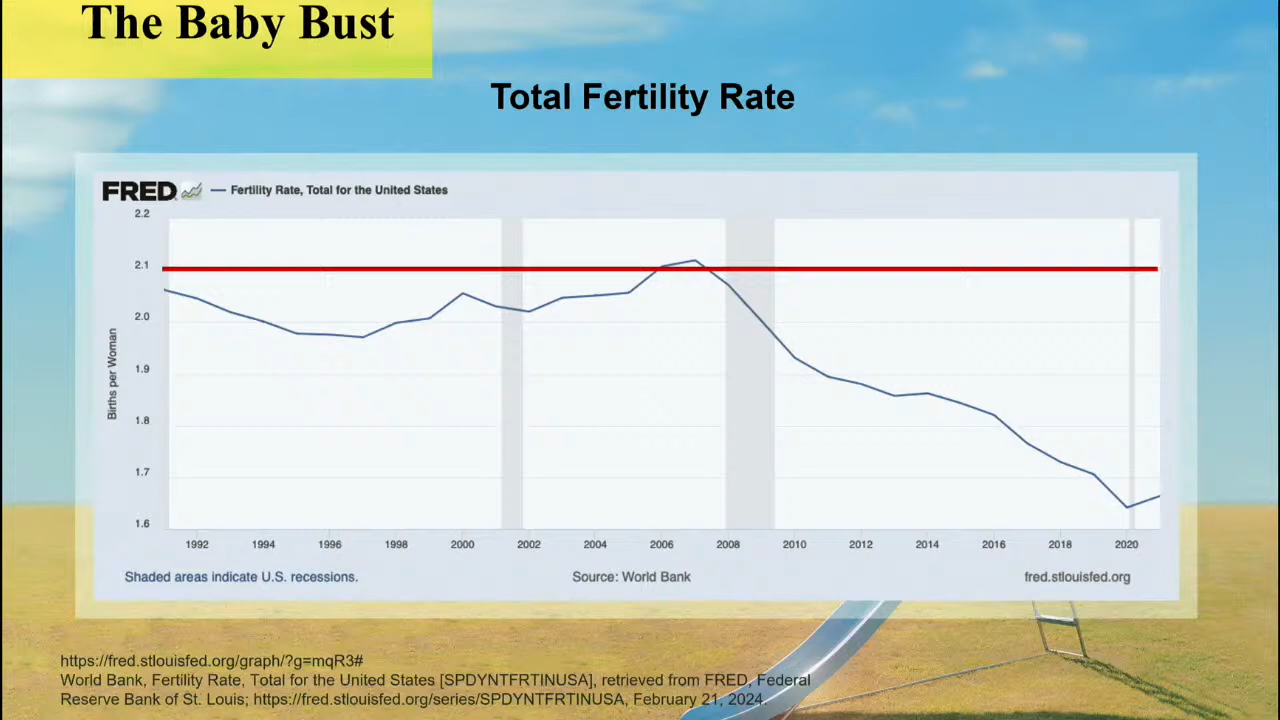 The Baby Bust
Total Fertility Rate
FRED Fertility Rate, Total for the United States
2.2
2.1
2.0
1.9
1.8
1.7
1.6
Births per Woman
1992 1994 1996 1998 2000 2002 2004 2006 2008 2010 2012 2014 2016 2018 2020
Shaded areas indicate U.S. recessions. Source: World Bank fred.stlouisfed.org
https://fred.stlouisfed.org/graph/?g=mqR3#
World Bank, Fertility Rate, Total for the United States [SPDYNTFRTINUSA], retrieved from FRED, Federal
Reserve Bank of St. Louis; https://fred.stlouisfed.org/series/SPDYNTFRTINUSA, February 21, 2024.